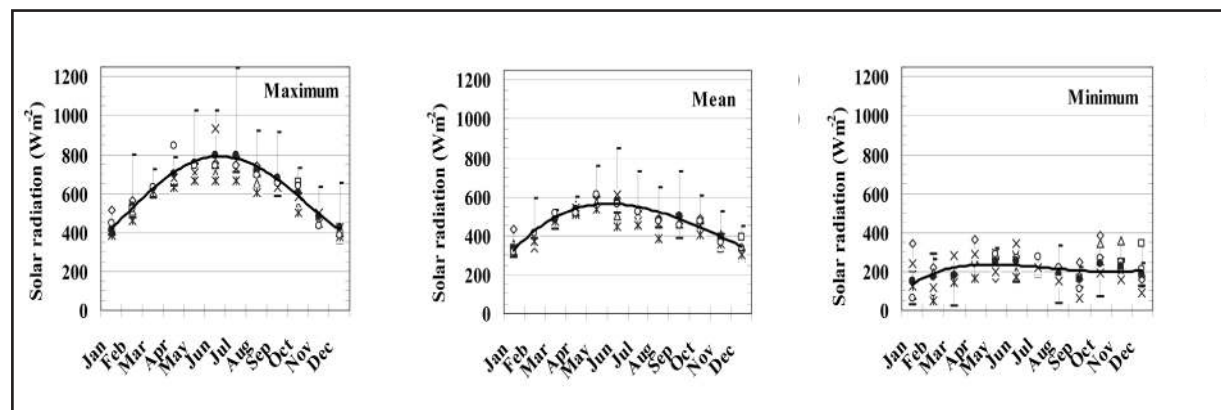 Solar radiation (Wm-2)
1200
1000
800
600
400
200
0
Maximum
Jan
Feb
Mar
Apr
May
Jun
Jul
Aug
Sep
Oct
Nov
Dec
Solar radiation (Wm-2)
1200
1000
800
600
400
200
0
Mean
Jan
Feb
Mar
Apr
May
Jun
Jul
Aug
Sep
Oct
Nov
Dec
Solar radiation (Wm-2)
1200
1000
800
600
400
200
0
Minimum
Jan
Feb
Mar
Apr
May
Jun
Jul
Aug
Sep
Oct
Nov
Dec